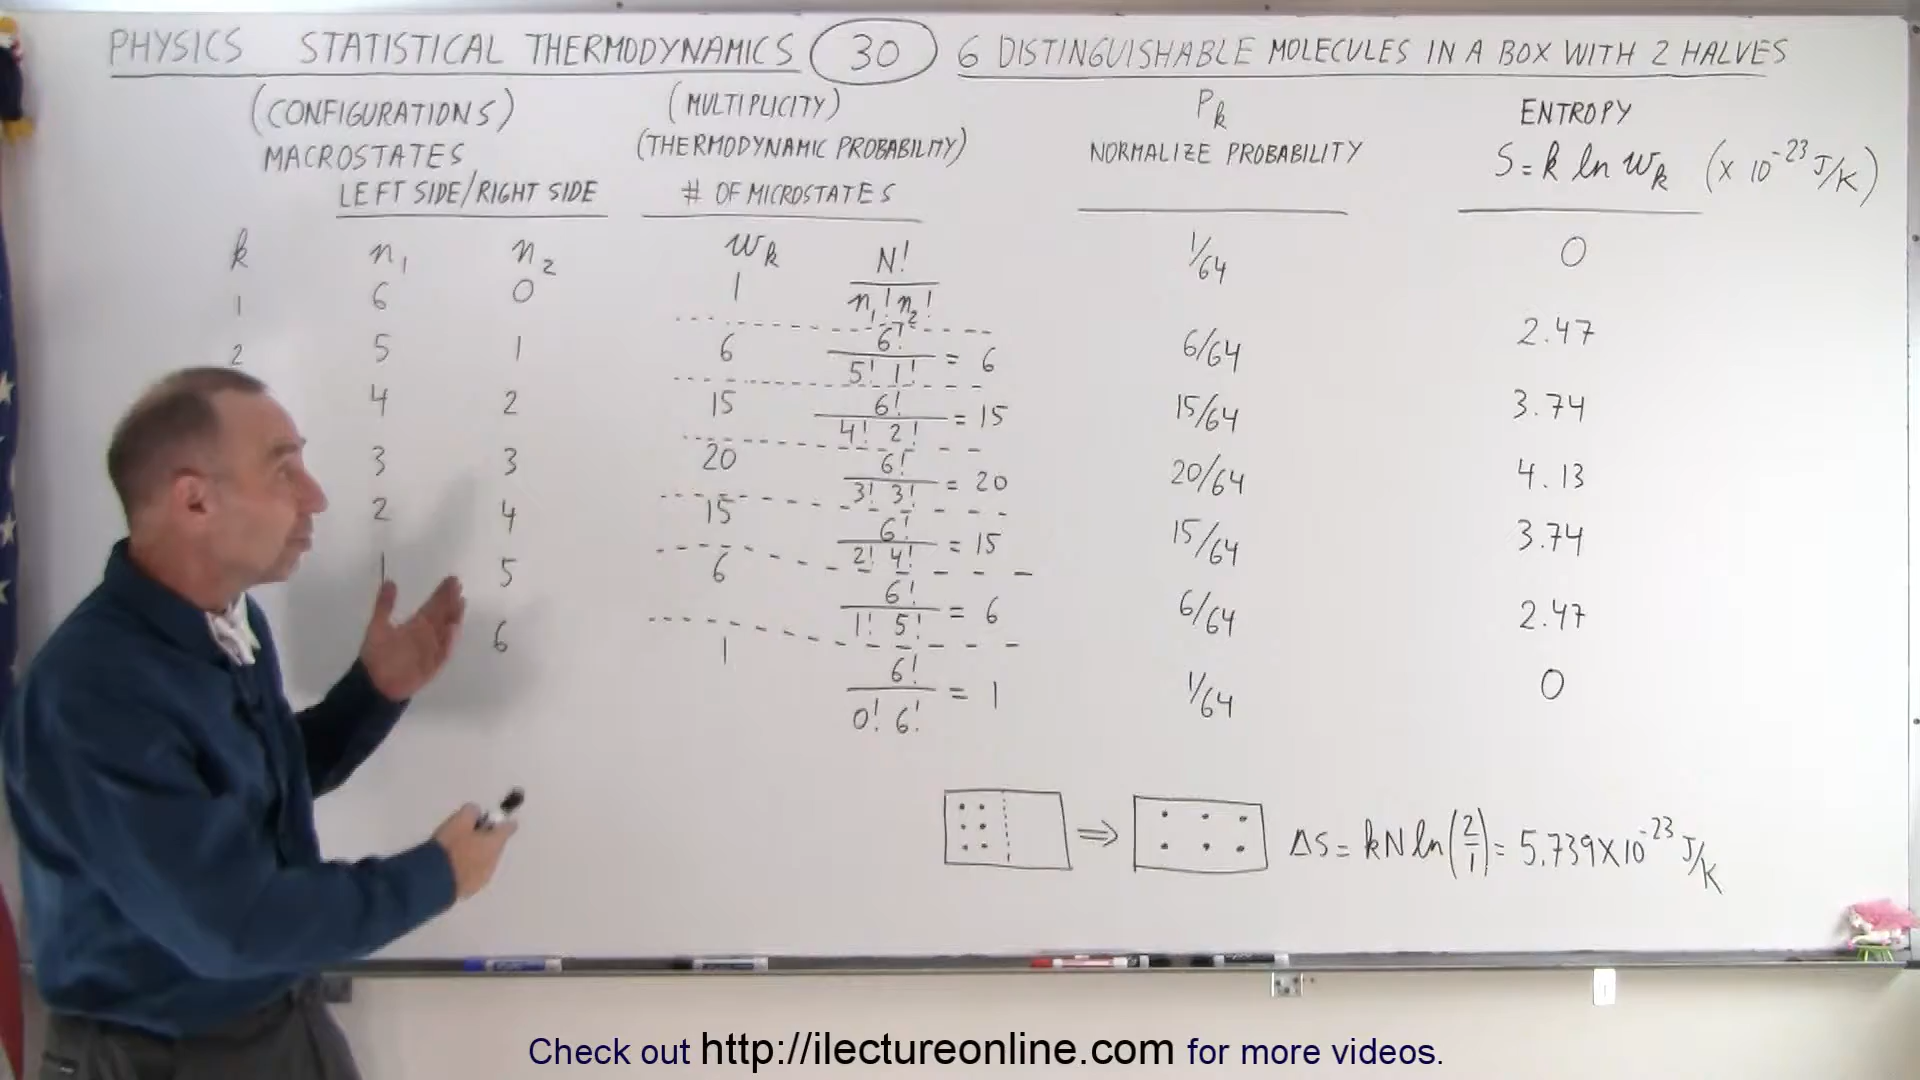 PHYSICS STATISTICAL THERMODYNAMICS 30 6 DISTINGUISHABLE MOLECULES IN A BOX WITH 2 HALVES
(CONFIGURATIONS) (MULTIPLICITY) Pk ENTROPY
MACROSTATES (THERMODYNAMIC PROBABILITY) NORMALIZE PROBABILITY S = k ln wk (x 10^-23 J/K)
LEFT SIDE/RIGHT SIDE # OF MICROSTATES
k n1 n2 wk N!/(n1! n2!) 1/64 0
1 6 0 1
2 5 1 6 6!/(5! 1!) = 6 6/64 2.47
4 2 15 6!/(4! 2!) = 15 15/64 3.74
3 3 20 6!/(3! 3!) = 20 20/64 4.13
2 4 15 6!/(2! 4!) = 15 15/64 3.74
1 5 6 6!/(1! 5!) = 6 6/64 2.47
6 1 6!/(0! 6!) = 1 1/64 0
⇒ ΔS = kN ln(2/1) = 5.739 x 10^-23 J/K
Check out http://ilectureonline.com for more videos.